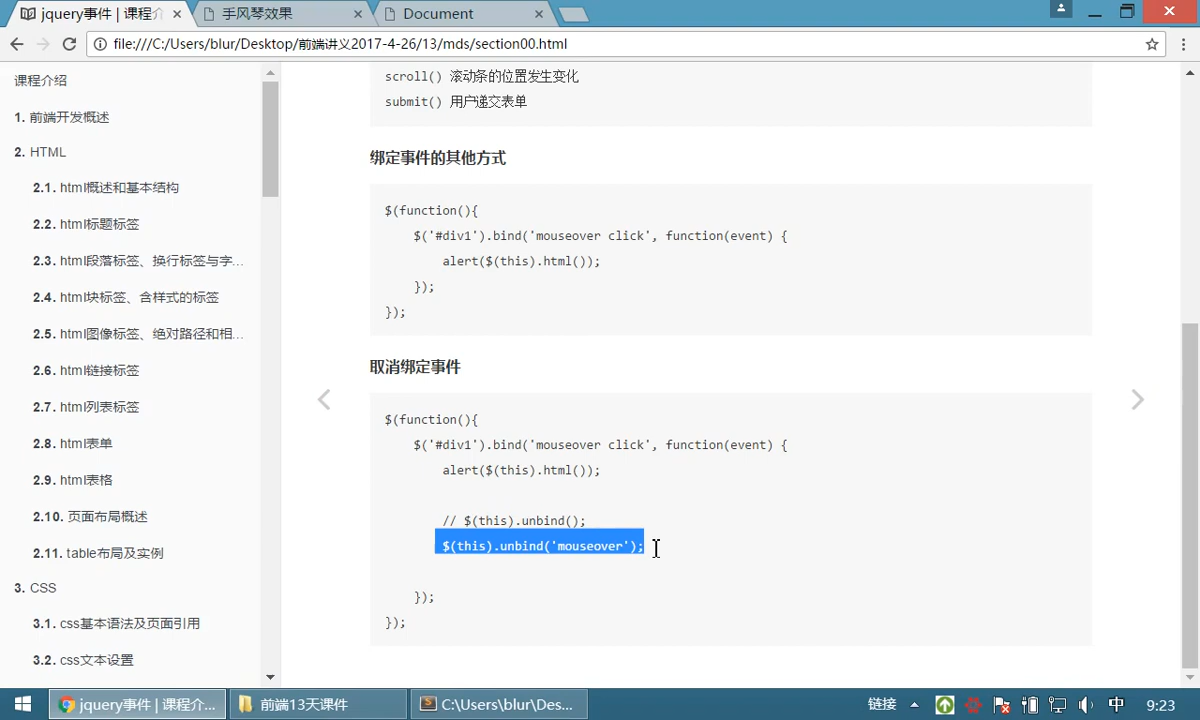 jquery事件 | 课程介
手风琴效果
Document
file:///C:/Users/blur/Desktop/前端讲义2017-4-26/13/mds/section00.html
课程介绍
1. 前端开发概述
2. HTML
2.1. html概述和基本结构
2.2. html标题标签
2.3. html段落标签、换行标签与字...
2.4. html块标签、含样式的标签
2.5. html图像标签、绝对路径和相...
2.6. html链接标签
2.7. html列表标签
2.8. html表单
2.9. html表格
2.10. 页面布局概述
2.11. table布局及实例
3. CSS
3.1. css基本语法及页面引用
3.2. css文本设置
scroll() 滚动条的位置发生变化
submit() 用户递交表单
绑定事件的其他方式
$(function(){
$('#div1').bind('mouseover click', function(event) {
alert($(this).html());
});
});
取消绑定事件
$(function(){
$('#div1').bind('mouseover click', function(event) {
alert($(this).html());
// $(this).unbind();
$(this).unbind('mouseover');
});
});
jquery事件 | 课程介...
前端13天课件
C:\Users\blur\Des...
链接
中
9:23